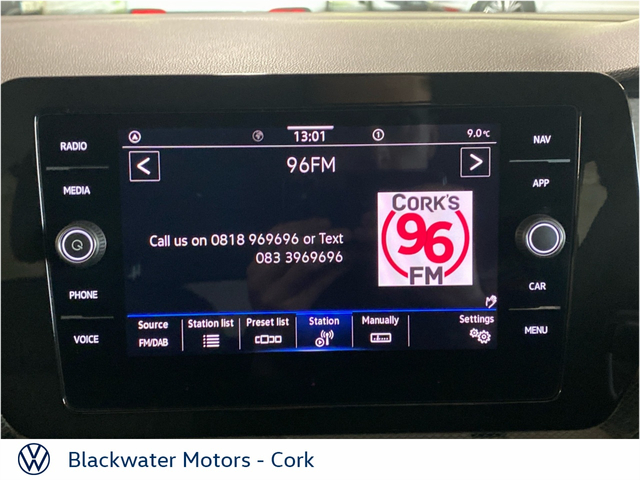 RADIO
MEDIA
PHONE
VOICE
13:01
1
9.0°C
<
96FM
>
Call us on 0818 969696 or Text
083 3969696
CORK'S
96
FM
Source
FM/DAB
Station list
Preset list
Station
Manually
Settings
NAV
APP
CAR
MENU
Blackwater Motors - Cork